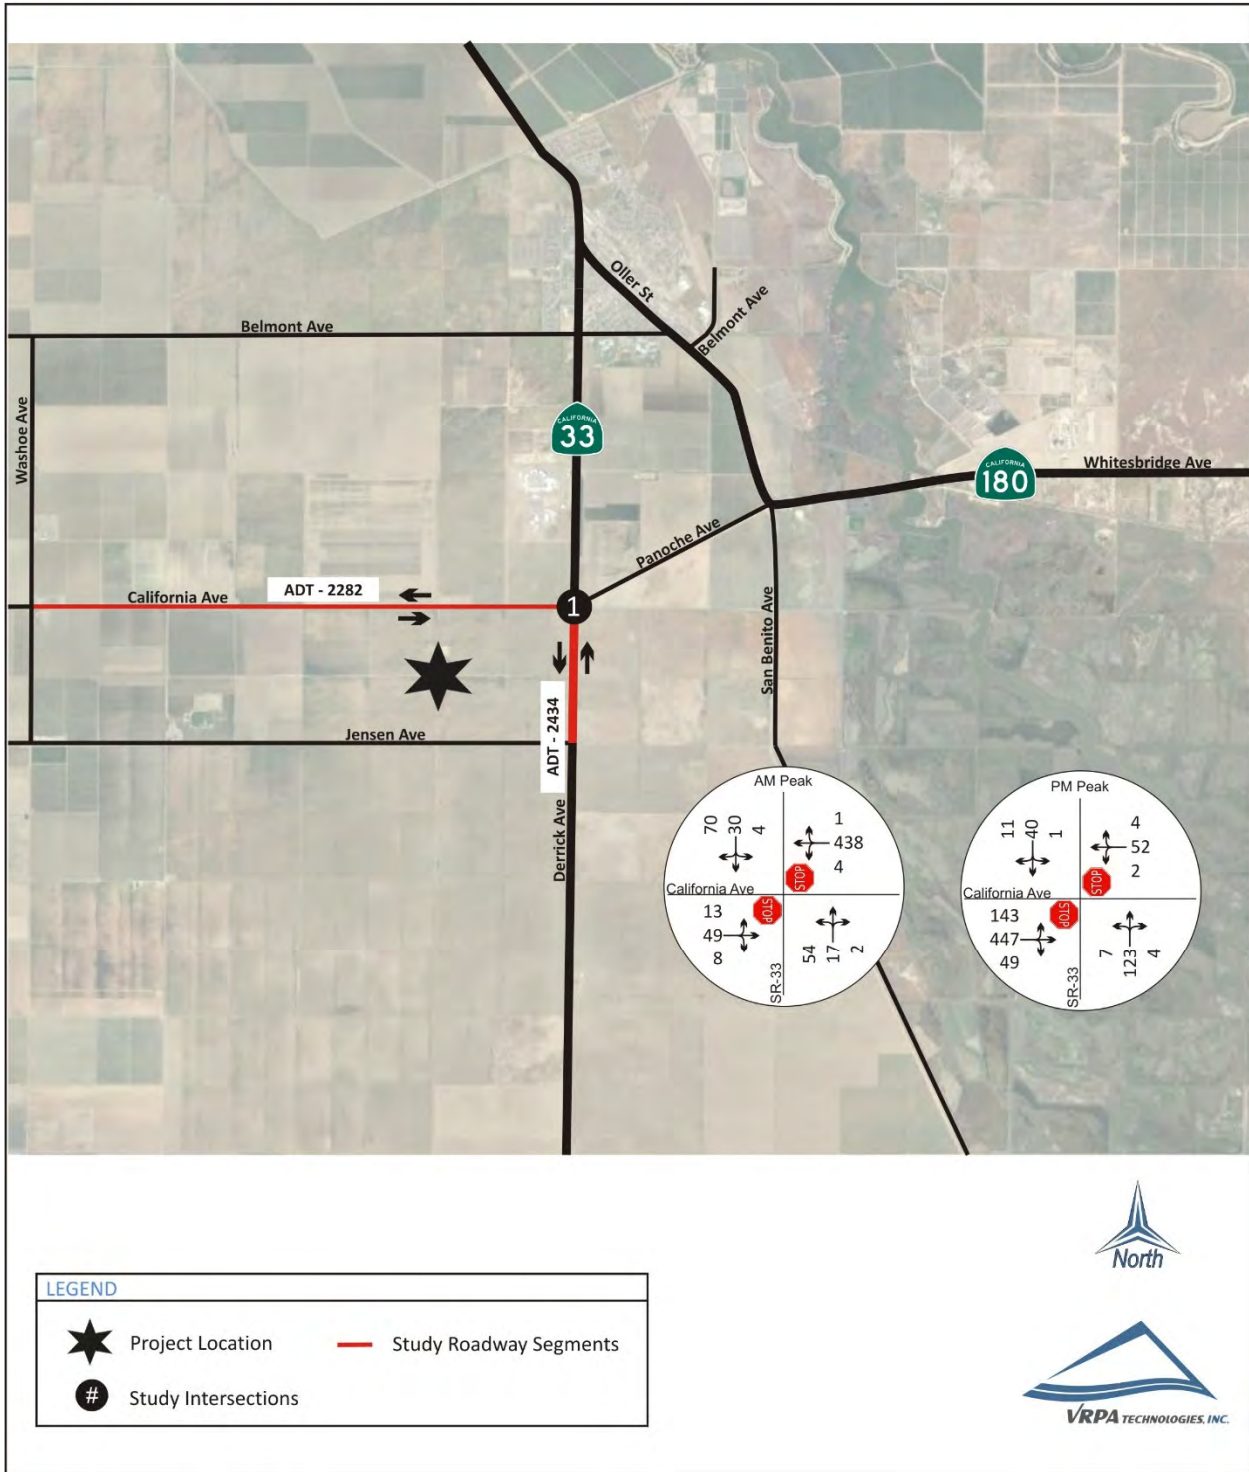 Oller St
Belmont Ave
Belmont Ave
Washoe Ave
CALIFORNIA
33
CALIFORNIA
180
Whitesbridge Ave
Panoche Ave
California Ave
ADT - 2282
1
San Benito Ave
ADT - 2434
Jensen Ave
Derrick Ave
AM Peak
70 30 4
1
438
4
STOP
California Ave
13
49
8
STOP
54 17 2
SR-33
PM Peak
11 40 1
4
52
2
STOP
California Ave
143
447
49
STOP
7 123 4
SR-33
North
LEGEND
Project Location
Study Roadway Segments
# Study Intersections
VRPA TECHNOLOGIES, INC.